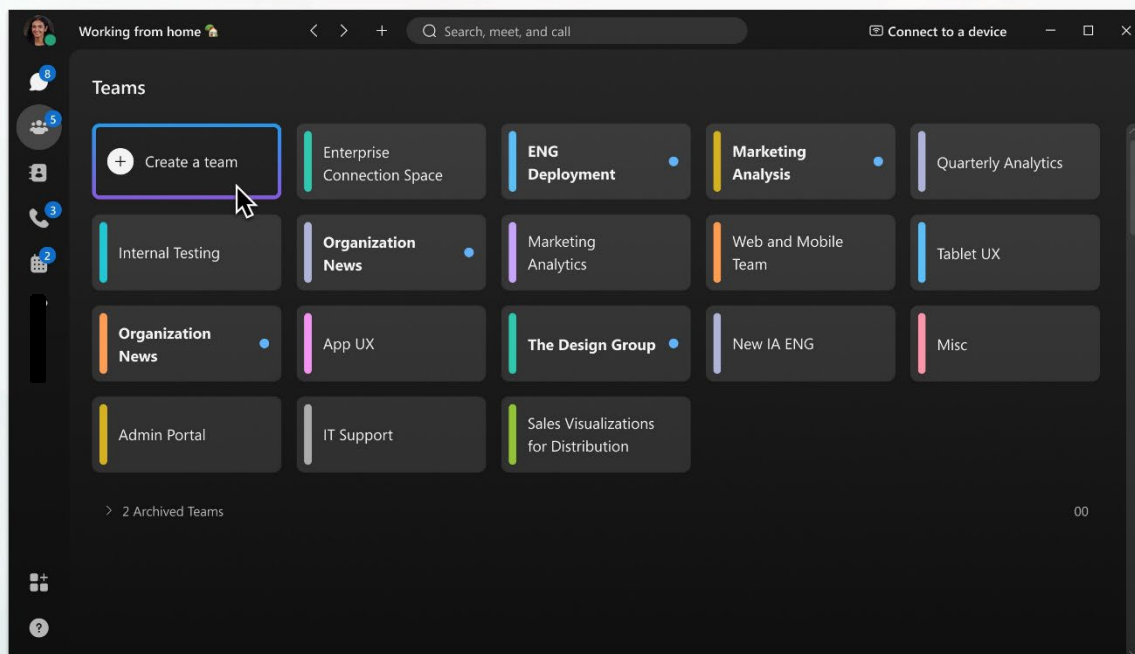 Working from home
Search, meet, and call
Connect to a device
8
5
3
2
Teams
Create a team
Enterprise
Connection Space
ENG
Deployment
Marketing
Analysis
Quarterly Analytics
Internal Testing
Organization
News
Marketing
Analytics
Web and Mobile
Team
Tablet UX
Organization
News
App UX
The Design Group
New IA ENG
Misc
Admin Portal
IT Support
Sales Visualizations
for Distribution
2 Archived Teams
00
?